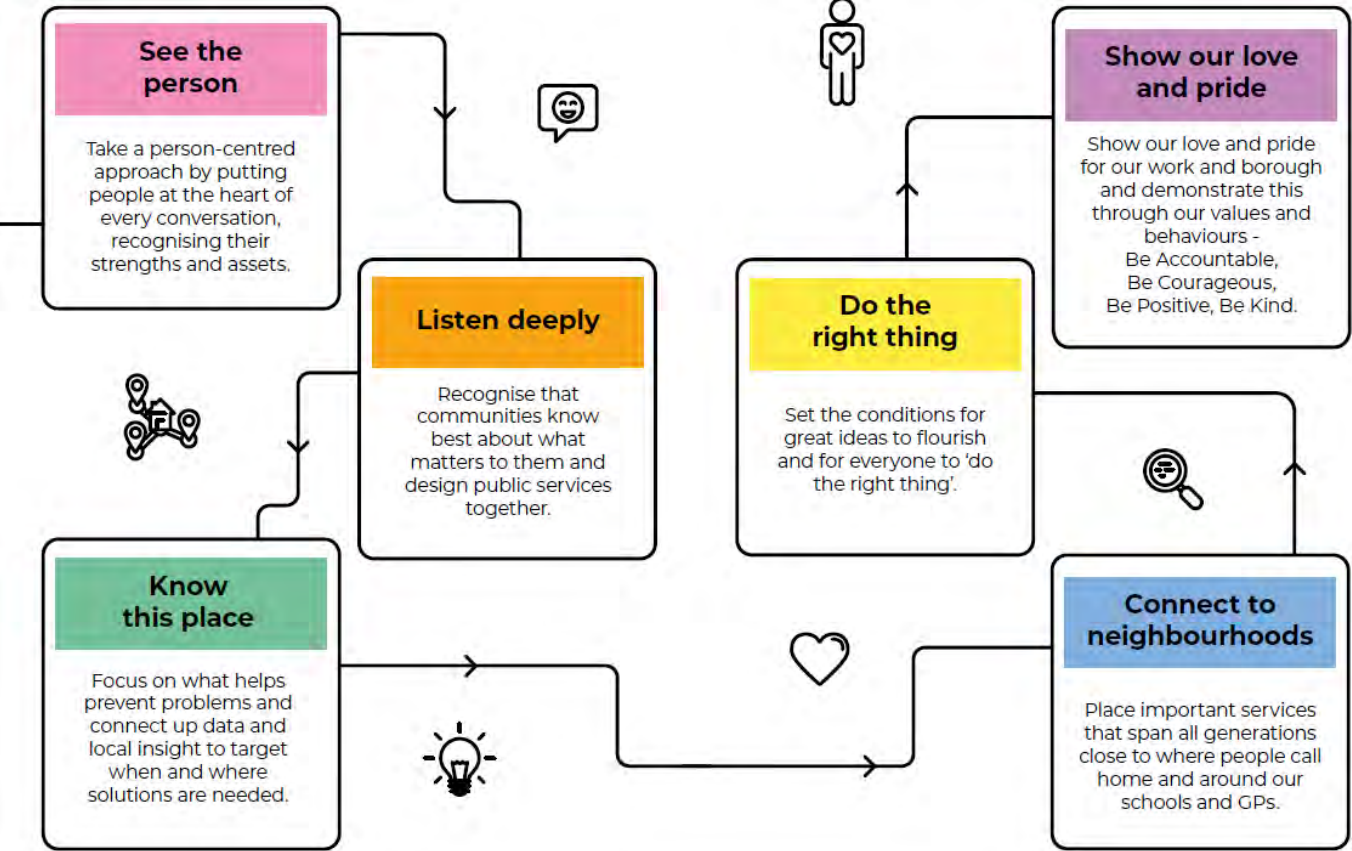 See the
person
Take a person-centred
approach by putting
people at the heart of
every conversation,
recognising their
strengths and assets.
Listen deeply
Recognise that
communities know
best about what
matters to them and
design public services
together.
Know
this place
Focus on what helps
prevent problems and
connect up data and
local insight to target
when and where
solutions are needed.
Connect to
neighbourhoods
Place important services
that span all generations
close to where people call
home and around our
schools and GPs.
Do the
right thing
Set the conditions for
great ideas to flourish
and for everyone to ‘do
the right thing’.
Show our love
and pride
Show our love and pride
for our work and borough
and demonstrate this
through our values and
behaviours -
Be Accountable,
Be Courageous,
Be Positive, Be Kind.